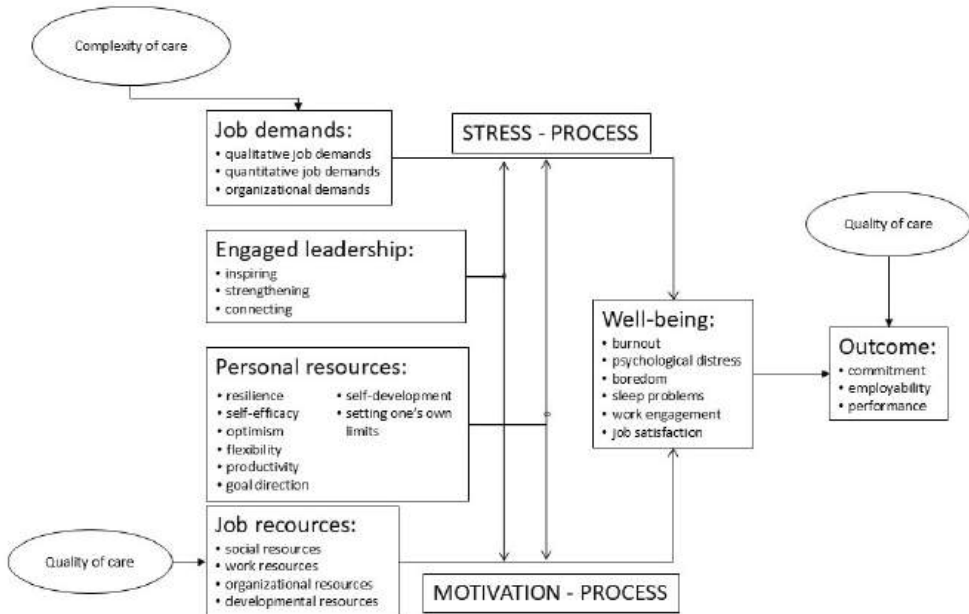 Complexity of care
Job demands:
• qualitative job demands
• quantitative job demands
• organizational demands
STRESS - PROCESS
Engaged leadership:
• inspiring
• strengthening
• connecting
Quality of care
Personal resources:
• resilience
• self-efficacy
• optimism
• flexibility
• productivity
• goal direction
• self-development
• setting one's own
limits
Well-being:
• burnout
• psychological distress
• boredom
• sleep problems
• work engagement
• job satisfaction
Outcome:
• commitment
• employability
• performance
Quality of care
Job recources:
• social resources
• work resources
• organizational resources
• developmental resources
MOTIVATION - PROCESS